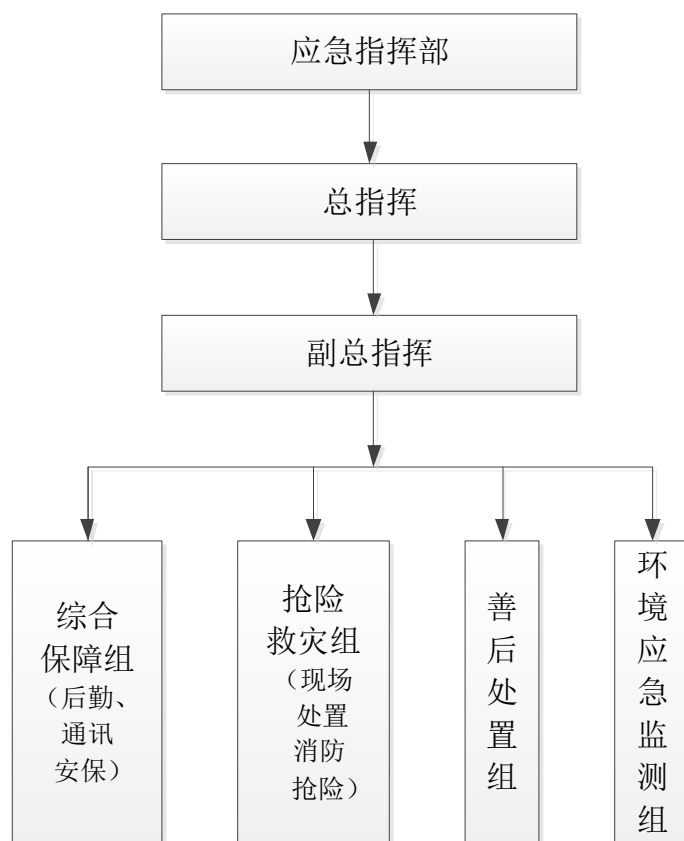 应急指挥部
总指挥
副总指挥
综合
保障组
（后勤、
通讯
安保）
抢险
救灾组
（现场
处置
消防
抢险）
善
后
处
置
组
环
境
应
急
监
测
组